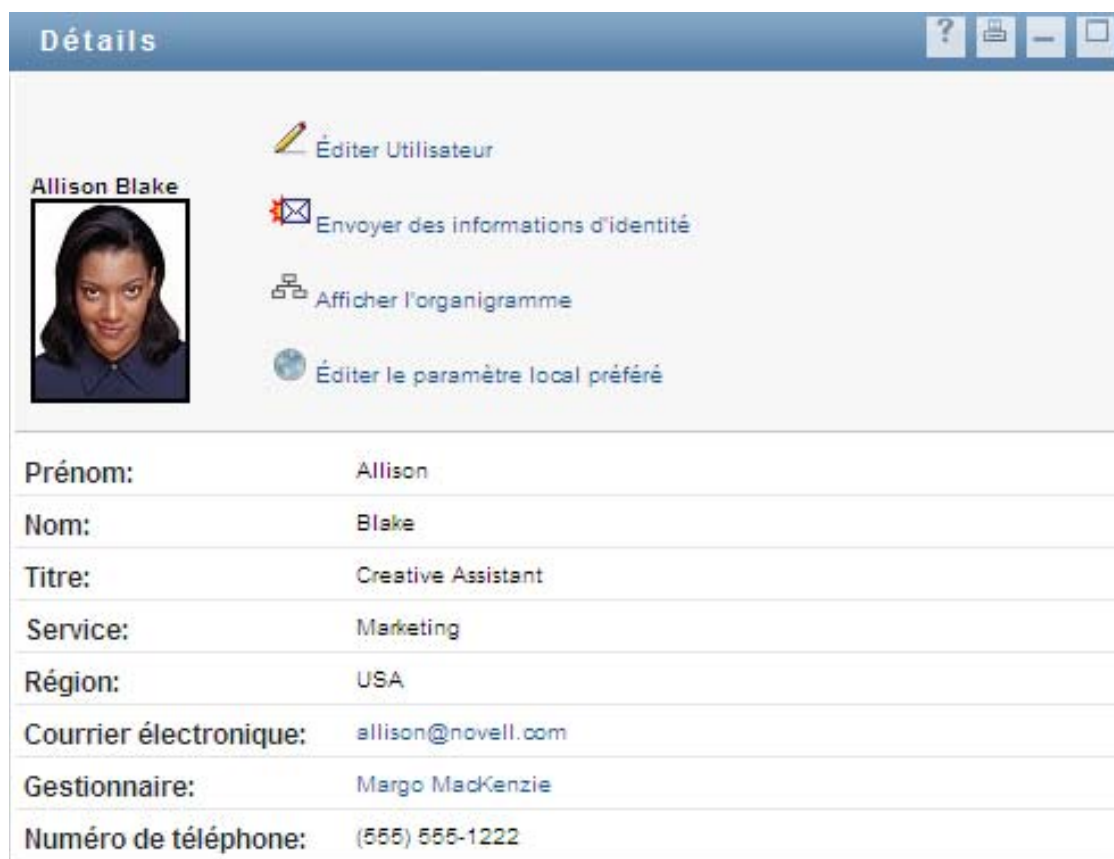 Détails
?
Éditer Utilisateur
Allison Blake
Envoyer des informations d'identité
Afficher l'organigramme
Éditer le paramètre local préféré
Prénom: Allison
Nom: Blake
Titre: Creative Assistant
Service: Marketing
Région: USA
Courrier électronique: allison@novell.com
Gestionnaire: Margo MacKenzie
Numéro de téléphone: (555) 555-1222